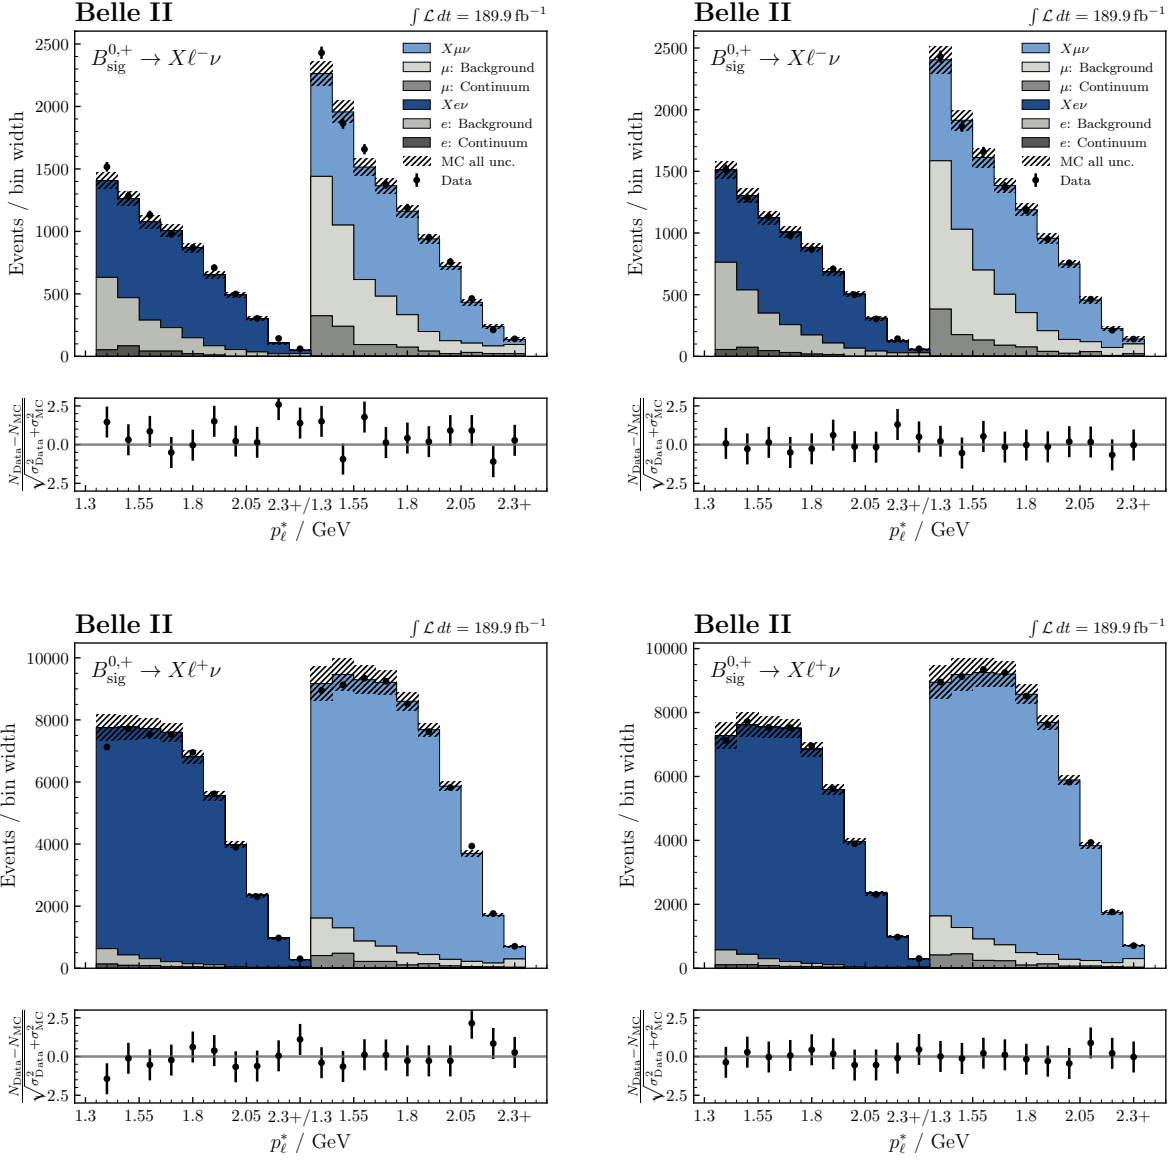 Belle II
∫ ℒ dt = 189.9 fb⁻¹
B⁰,⁺sig → Xℓ⁻ν
Xμν
μ: Background
μ: Continuum
Xeν
e: Background
e: Continuum
MC all unc.
Data
Events / bin width
2500
2000
1500
1000
500
0
N_Data−N_MC / √(σ²_Data+σ²_MC)
2.5
0.0
2.5
1.3 1.55 1.8 2.05 2.3+/1.3 1.55 1.8 2.05 2.3+
p*ℓ / GeV
Belle II
∫ ℒ dt = 189.9 fb⁻¹
B⁰,⁺sig → Xℓ⁻ν
Xμν
μ: Background
μ: Continuum
Xeν
e: Background
e: Continuum
MC all unc.
Data
Events / bin width
2500
2000
1500
1000
500
0
N_Data−N_MC / √(σ²_Data+σ²_MC)
2.5
0.0
2.5
1.3 1.55 1.8 2.05 2.3+/1.3 1.55 1.8 2.05 2.3+
p*ℓ / GeV
Belle II
∫ ℒ dt = 189.9 fb⁻¹
B⁰,⁺sig → Xℓ⁺ν
Events / bin width
10000
8000
6000
4000
2000
0
N_Data−N_MC / √(σ²_Data+σ²_MC)
2.5
0.0
2.5
1.3 1.55 1.8 2.05 2.3+/1.3 1.55 1.8 2.05 2.3+
p*ℓ / GeV
Belle II
∫ ℒ dt = 189.9 fb⁻¹
B⁰,⁺sig → Xℓ⁺ν
Events / bin width
10000
8000
6000
4000
2000
0
N_Data−N_MC / √(σ²_Data+σ²_MC)
2.5
0.0
2.5
1.3 1.55 1.8 2.05 2.3+/1.3 1.55 1.8 2.05 2.3+
p*ℓ / GeV